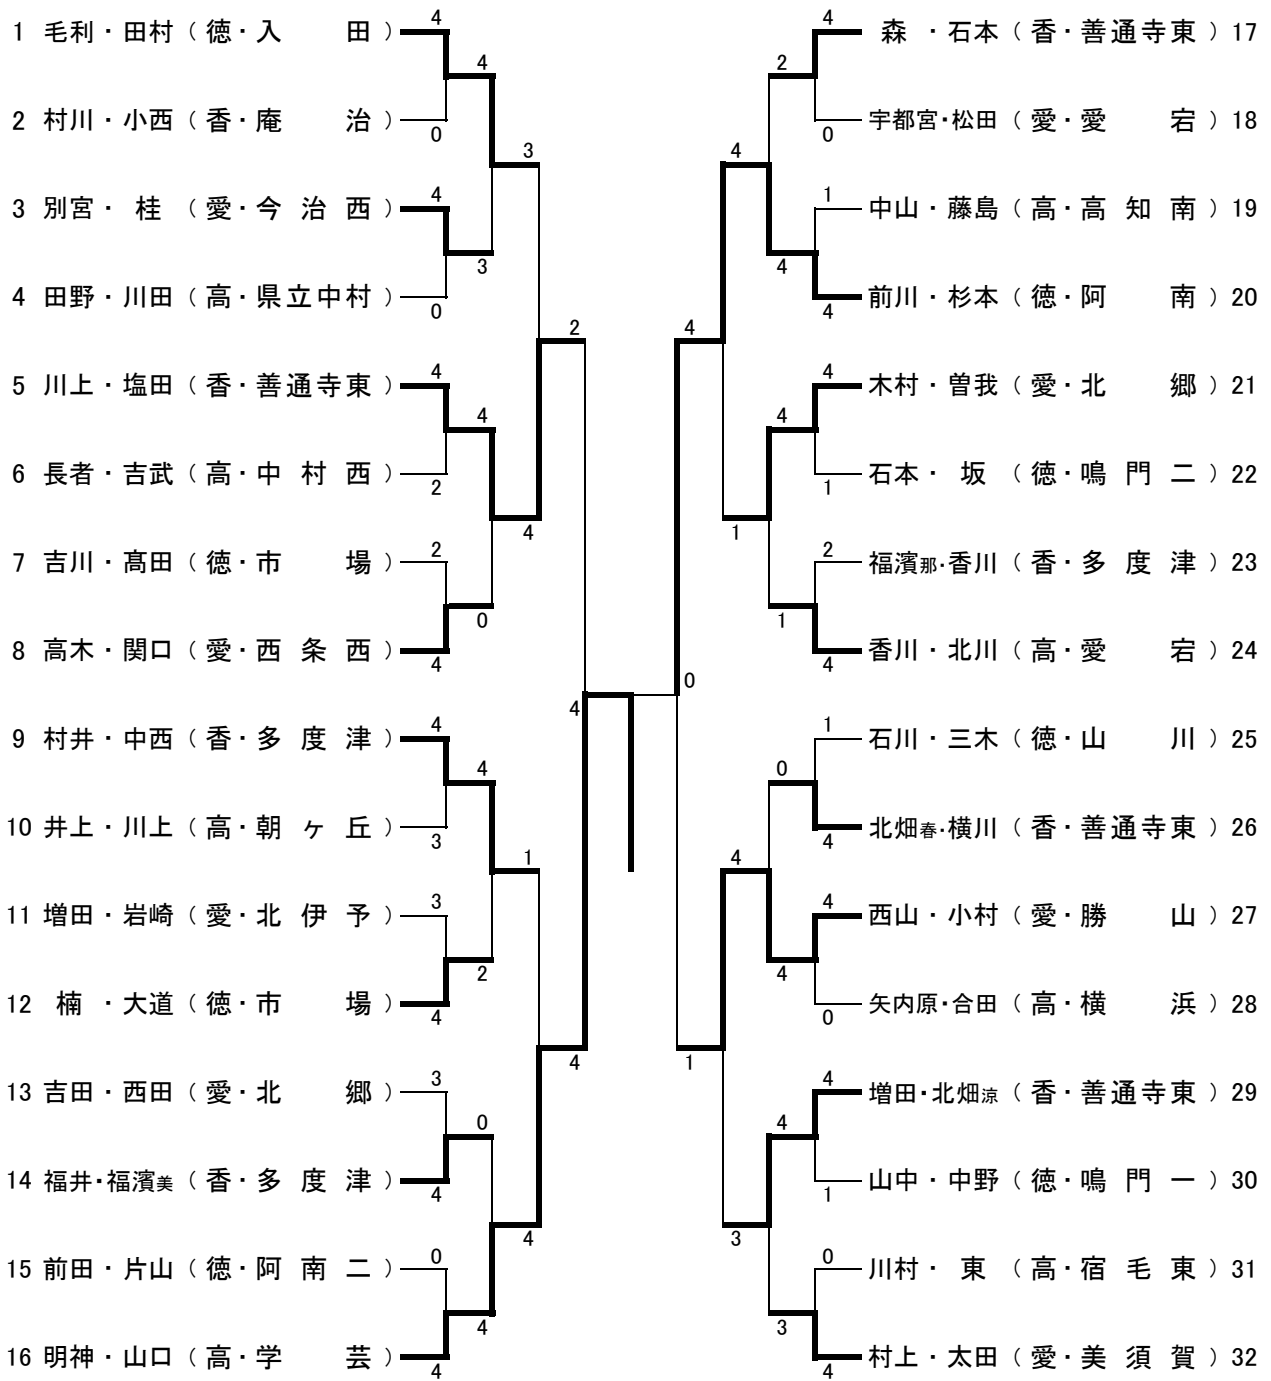 1 毛利・田村（徳・入 田）
2 村川・小西（香・庵 治）
3 別宮・桂（愛・今治西）
4 田野・川田（高・県立中村）
5 川上・塩田（香・善通寺東）
6 長者・吉武（高・中村西）
7 吉川・髙田（徳・市 場）
8 高木・関口（愛・西条西）
9 村井・中西（香・多度津）
10 井上・川上（高・朝ヶ丘）
11 増田・岩崎（愛・北伊予）
12 楠・大道（徳・市 場）
13 吉田・西田（愛・北 郷）
14 福井・福濱美（香・多度津）
15 前田・片山（徳・阿南二）
16 明神・山口（高・学 芸）
4
0
4
0
4
2
2
4
4
3
3
4
3
4
0
4
4
3
4
0
4
2
0
4
3
4
1
4
2
4
4
0
4
1
4
1
4
3
2
4
4
1
0
4
4
3
4
0
1
4
4
1
2
4
1
4
4
0
4
1
0
4
森・石本（香・善通寺東）17
宇都宮・松田（愛・愛 宕）18
中山・藤島（高・高知南）19
前川・杉本（徳・阿 南）20
木村・曽我（愛・北 郷）21
石本・坂（徳・鳴門二）22
福濱那・香川（香・多度津）23
香川・北川（高・愛 宕）24
石川・三木（徳・山 川）25
北畑春・横川（香・善通寺東）26
西山・小村（愛・勝 山）27
矢内原・合田（高・横 浜）28
増田・北畑涼（香・善通寺東）29
山中・中野（徳・鳴門一）30
川村・東（高・宿毛東）31
村上・太田（愛・美須賀）32